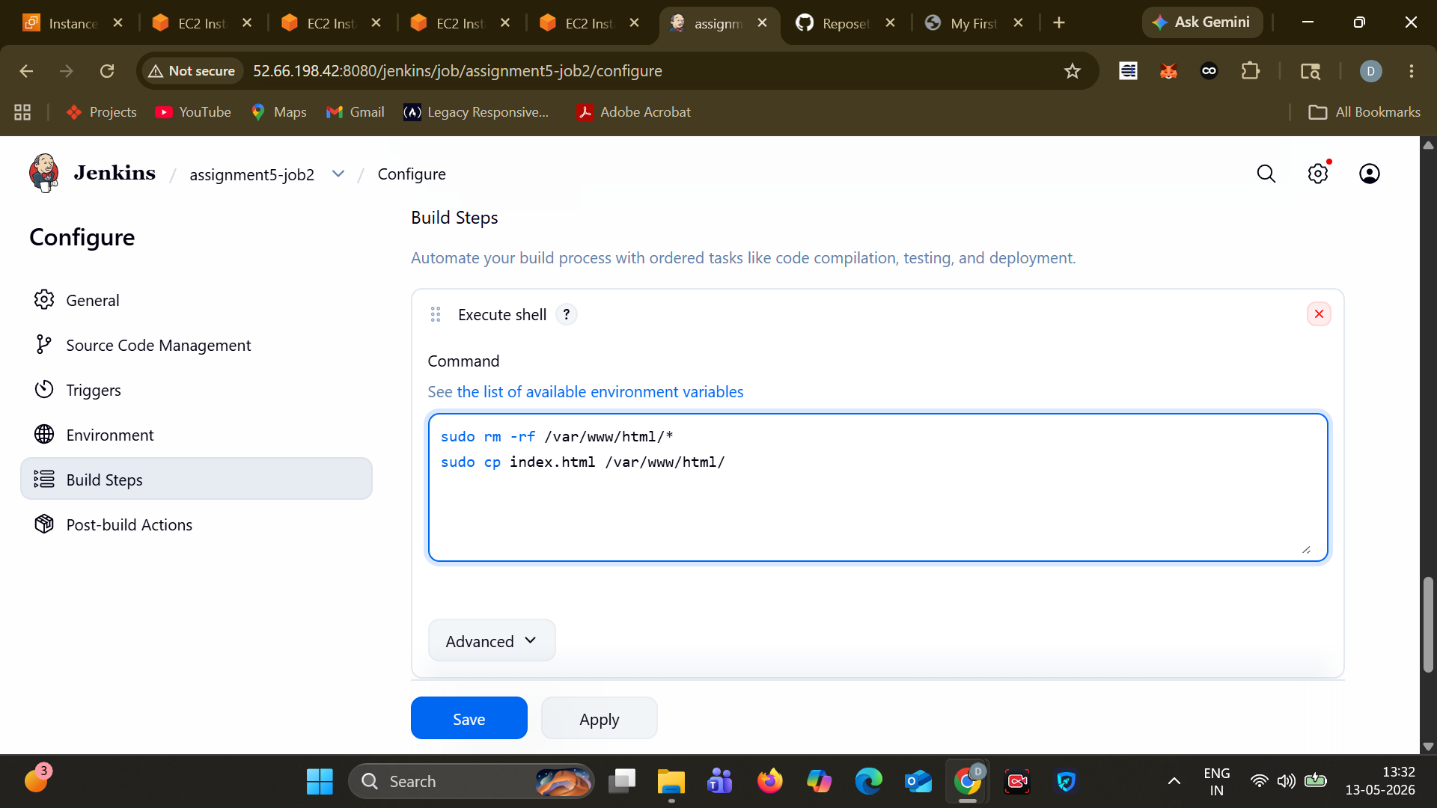 Instance
EC2 Inst
EC2 Inst
EC2 Inst
EC2 Inst
assignm
Reposet
My First
Ask Gemini
Not secure
52.66.198.42:8080/jenkins/job/assignment5-job2/configure
D
Projects
YouTube
Maps
Gmail
Legacy Responsive...
Adobe Acrobat
All Bookmarks
Jenkins / assignment5-job2 / Configure
Configure
General
Source Code Management
Triggers
Environment
Build Steps
Post-build Actions
Build Steps
Automate your build process with ordered tasks like code compilation, testing, and deployment.
Execute shell ?
Command
See the list of available environment variables
sudo rm -rf /var/www/html/*
sudo cp index.html /var/www/html/
Advanced
Save
Apply
3
Search
D
ENG
IN
13:32
13-05-2026